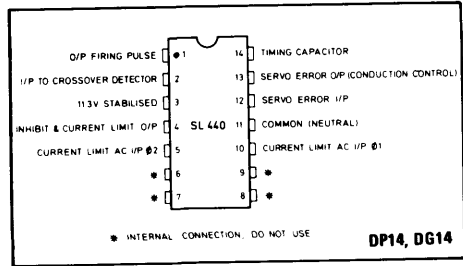 O/P FIRING PULSE 1 14 TIMING CAPACITOR
I/P TO CROSSOVER DETECTOR 2 13 SERVO ERROR O/P (CONDUCTION CONTROL)
11 3V STABILISED 3 12 SERVO ERROR I/P
INHIBIT & CURRENT LIMIT O/P 4 SL 440 11 COMMON (NEUTRAL)
CURRENT LIMIT AC I/P Ø2 5 10 CURRENT LIMIT AC I/P Ø1
* 6 9 *
* 7 8 *
* INTERNAL CONNECTION, DO NOT USE
DP14, DG14